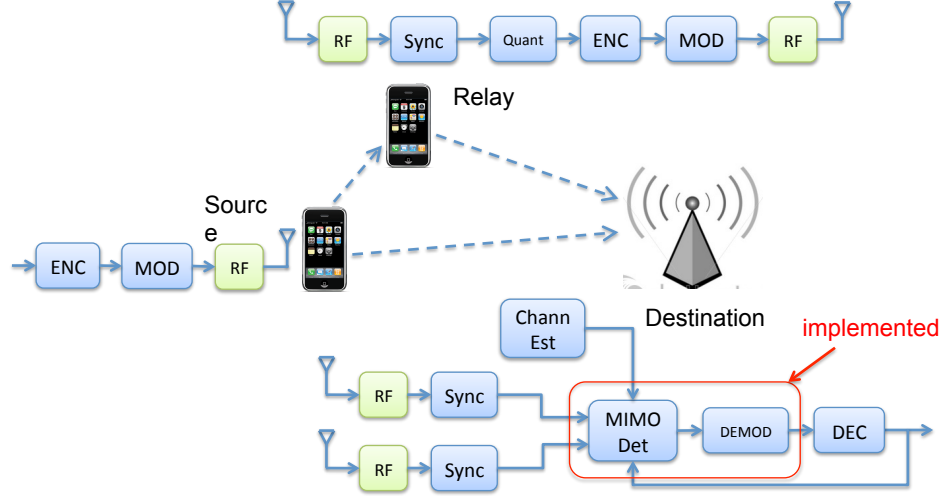 RF
Sync
Quant
ENC
MOD
RF
Relay
Sourc
e
ENC
MOD
RF
Destination
implemented
Chann
Est
RF
Sync
MIMO
Det
DEMOD
DEC
RF
Sync